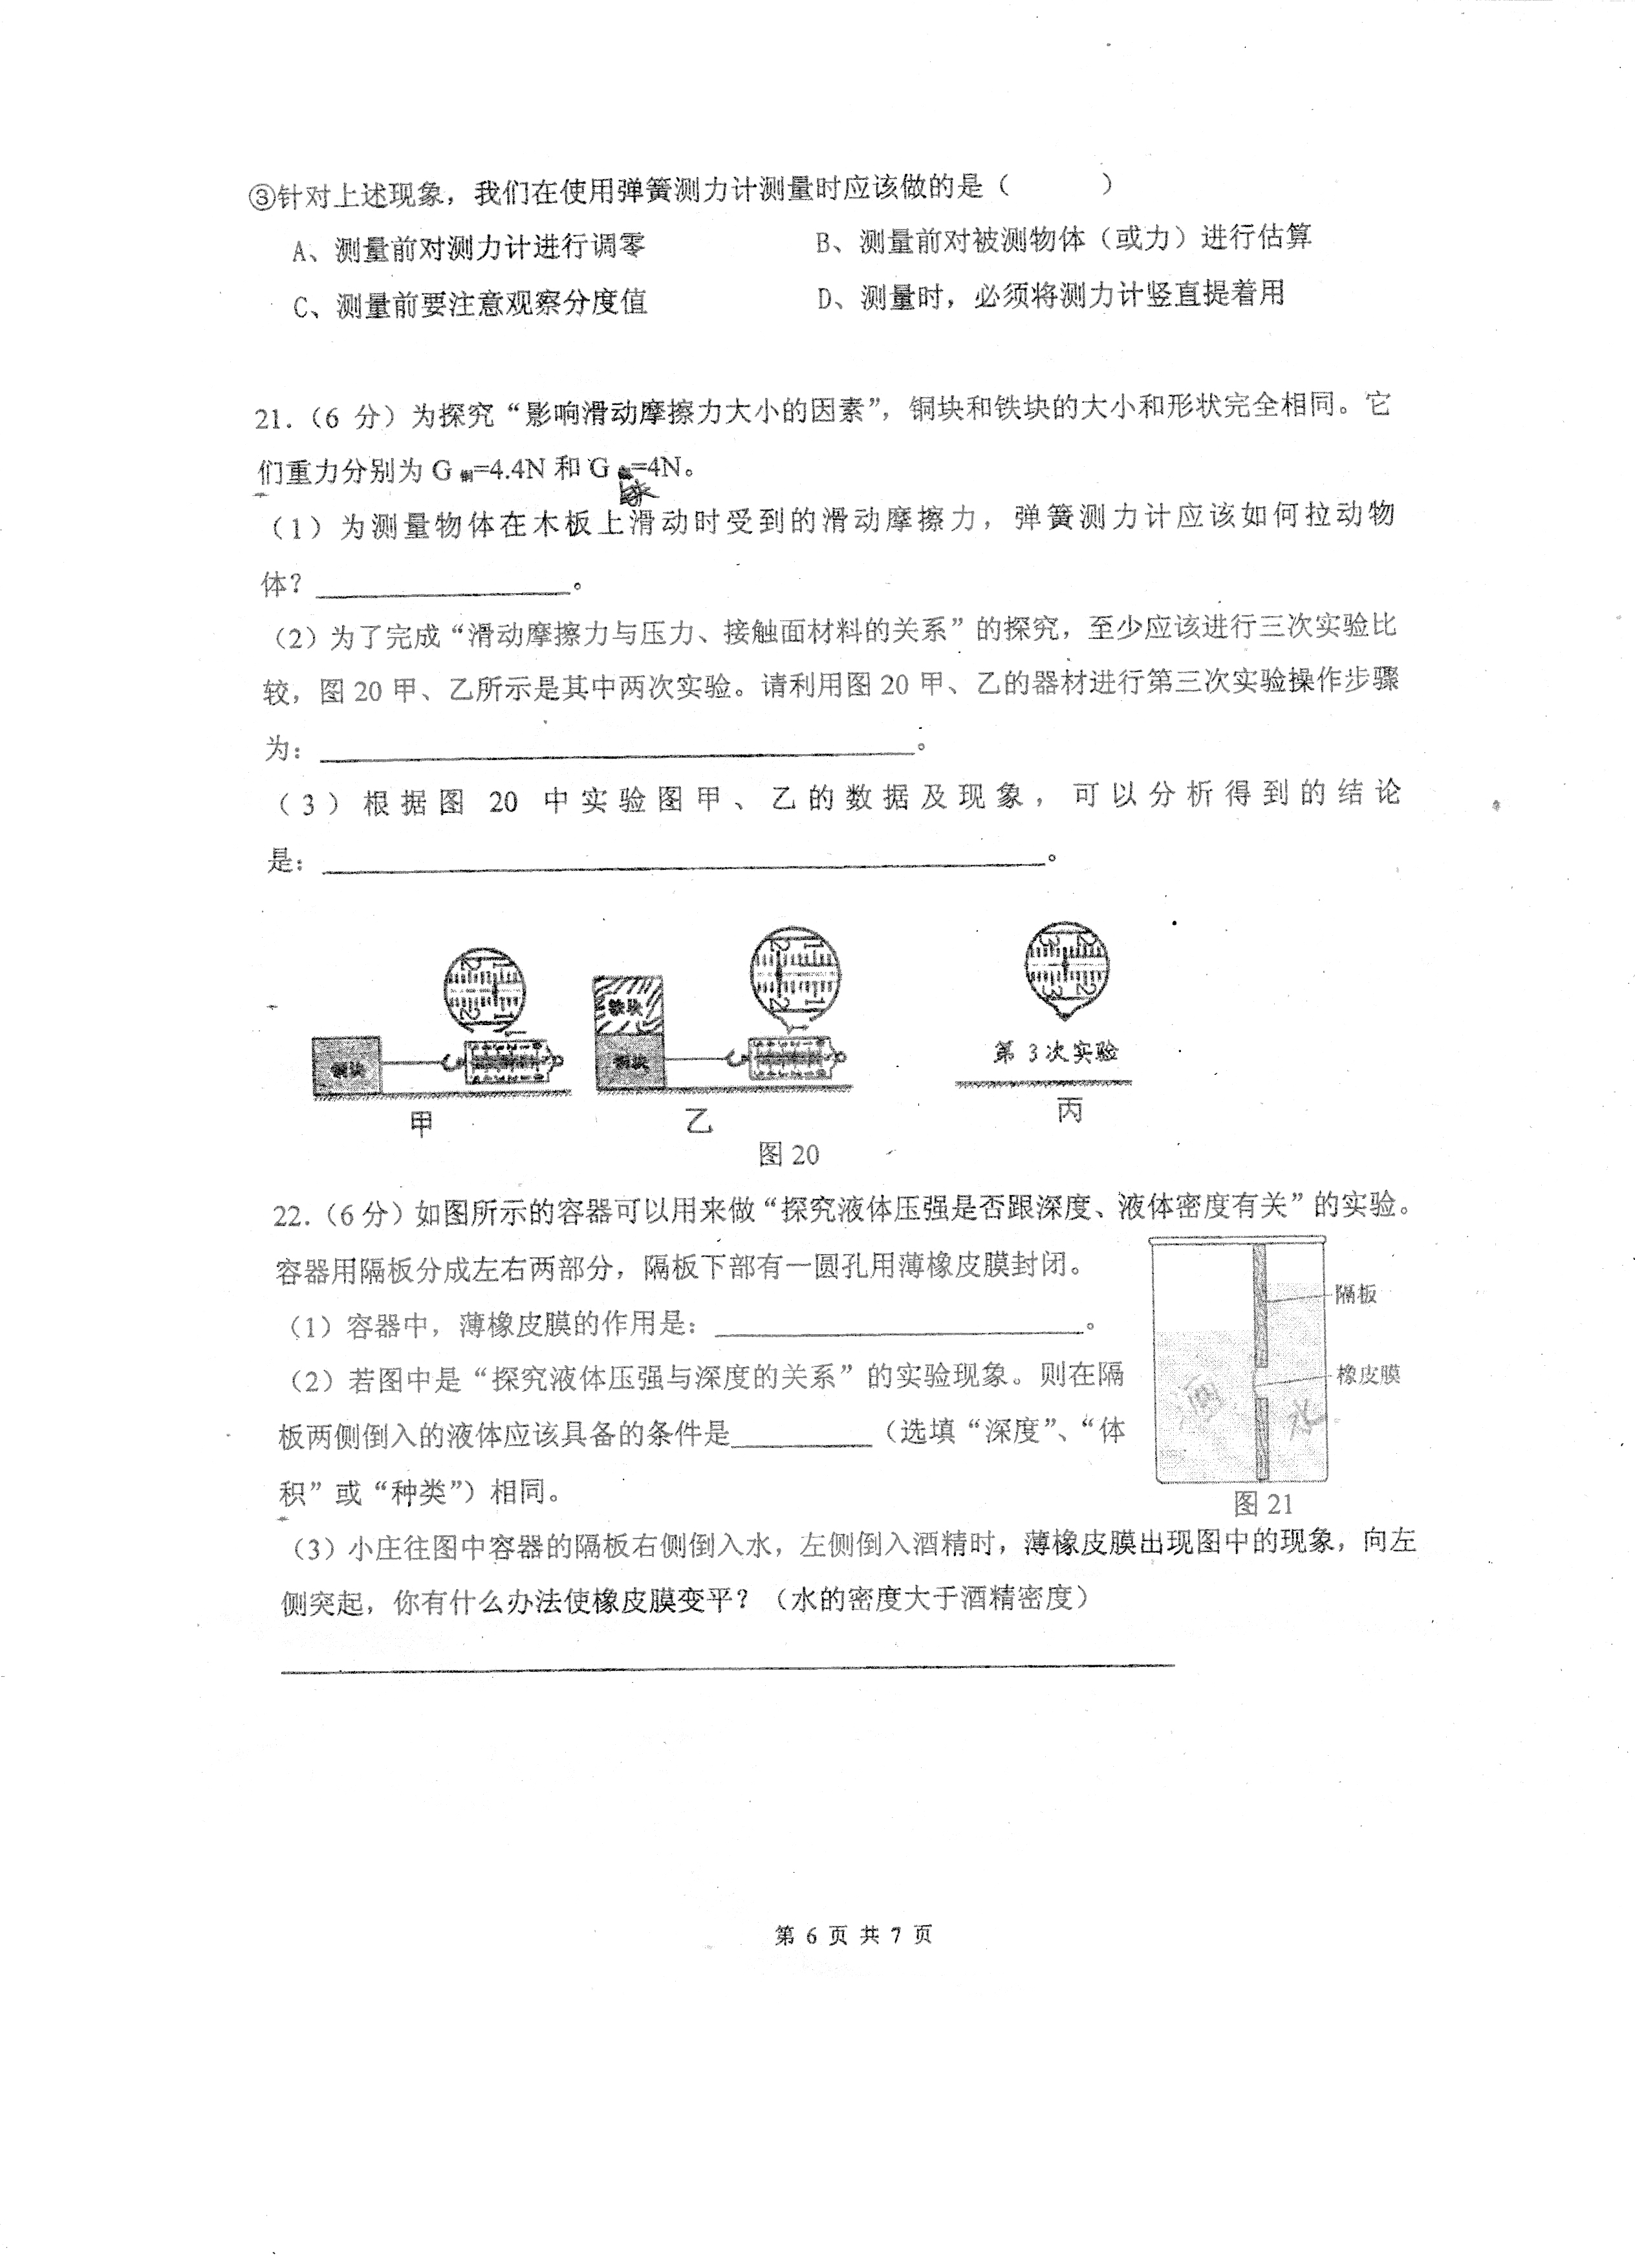 ③针对上述现象，我们在使用弹簧测力计测量时应该做的是（　　）
A、测量前对测力计进行调零　　B、测量前对被测物体（或力）进行估算
C、测量前要注意观察分度值　　D、测量时，必须将测力计竖直提着用
21.（6 分）为探究“影响滑动摩擦力大小的因素”，铜块和铁块的大小和形状完全相同。它
们重力分别为 G 铜=4.4N 和 G =4N。
（1）为测量物体在木板上滑动时受到的滑动摩擦力，弹簧测力计应该如何拉动物
体？________________。
（2）为了完成“滑动摩擦力与压力、接触面材料的关系”的探究，至少应该进行三次实验比
较，图 20 甲、乙所示是其中两次实验。请利用图 20 甲、乙的器材进行第三次实验操作步骤
为：________________。
（3）根据图 20 中实验图甲、乙的数据及现象，可以分析得到的结论
是：________________。
2 1
铜块
甲
2 1
2 1
铁块
铜块
乙
3 2
3 2
第 3 次实验
丙
图 20
22.（6 分）如图所示的容器可以用来做“探究液体压强是否跟深度、液体密度有关”的实验。
容器用隔板分成左右两部分，隔板下部有一圆孔用薄橡皮膜封闭。
（1）容器中，薄橡皮膜的作用是：________________。
（2）若图中是“探究液体压强与深度的关系”的实验现象。则在隔
板两侧倒入的液体应该具备的条件是________（选填“深度”、“体
积”或“种类”）相同。
隔板
橡皮膜
酒
水
图 21
（3）小庄往图中容器的隔板右侧倒入水，左侧倒入酒精时，薄橡皮膜出现图中的现象，向左
侧突起，你有什么办法使橡皮膜变平？（水的密度大于酒精密度）
第 6 页 共 7 页